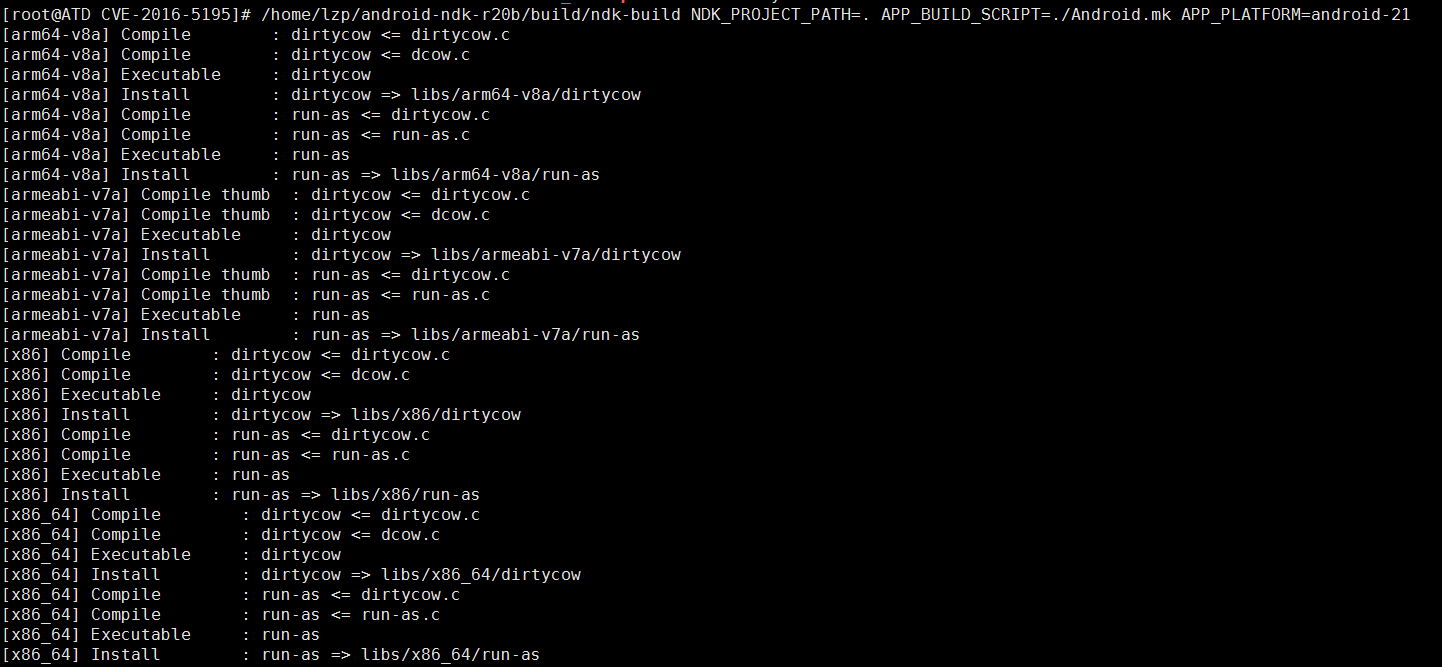 [root@ATD CVE-2016-5195]# /home/lzp/android-ndk-r20b/build/ndk-build NDK_PROJECT_PATH=. APP_BUILD_SCRIPT=./Android.mk APP_PLATFORM=android-21
[arm64-v8a] Compile        : dirtycow <= dirtycow.c
[arm64-v8a] Compile        : dirtycow <= dcow.c
[arm64-v8a] Executable     : dirtycow
[arm64-v8a] Install        : dirtycow => libs/arm64-v8a/dirtycow
[arm64-v8a] Compile        : run-as <= dirtycow.c
[arm64-v8a] Compile        : run-as <= run-as.c
[arm64-v8a] Executable     : run-as
[arm64-v8a] Install        : run-as => libs/arm64-v8a/run-as
[armeabi-v7a] Compile thumb  : dirtycow <= dirtycow.c
[armeabi-v7a] Compile thumb  : dirtycow <= dcow.c
[armeabi-v7a] Executable     : dirtycow
[armeabi-v7a] Install        : dirtycow => libs/armeabi-v7a/dirtycow
[armeabi-v7a] Compile thumb  : run-as <= dirtycow.c
[armeabi-v7a] Compile thumb  : run-as <= run-as.c
[armeabi-v7a] Executable     : run-as
[armeabi-v7a] Install        : run-as => libs/armeabi-v7a/run-as
[x86] Compile        : dirtycow <= dirtycow.c
[x86] Compile        : dirtycow <= dcow.c
[x86] Executable     : dirtycow
[x86] Install        : dirtycow => libs/x86/dirtycow
[x86] Compile        : run-as <= dirtycow.c
[x86] Compile        : run-as <= run-as.c
[x86] Executable     : run-as
[x86] Install        : run-as => libs/x86/run-as
[x86_64] Compile        : dirtycow <= dirtycow.c
[x86_64] Compile        : dirtycow <= dcow.c
[x86_64] Executable     : dirtycow
[x86_64] Install        : dirtycow => libs/x86_64/dirtycow
[x86_64] Compile        : run-as <= dirtycow.c
[x86_64] Compile        : run-as <= run-as.c
[x86_64] Executable     : run-as
[x86_64] Install        : run-as => libs/x86_64/run-as